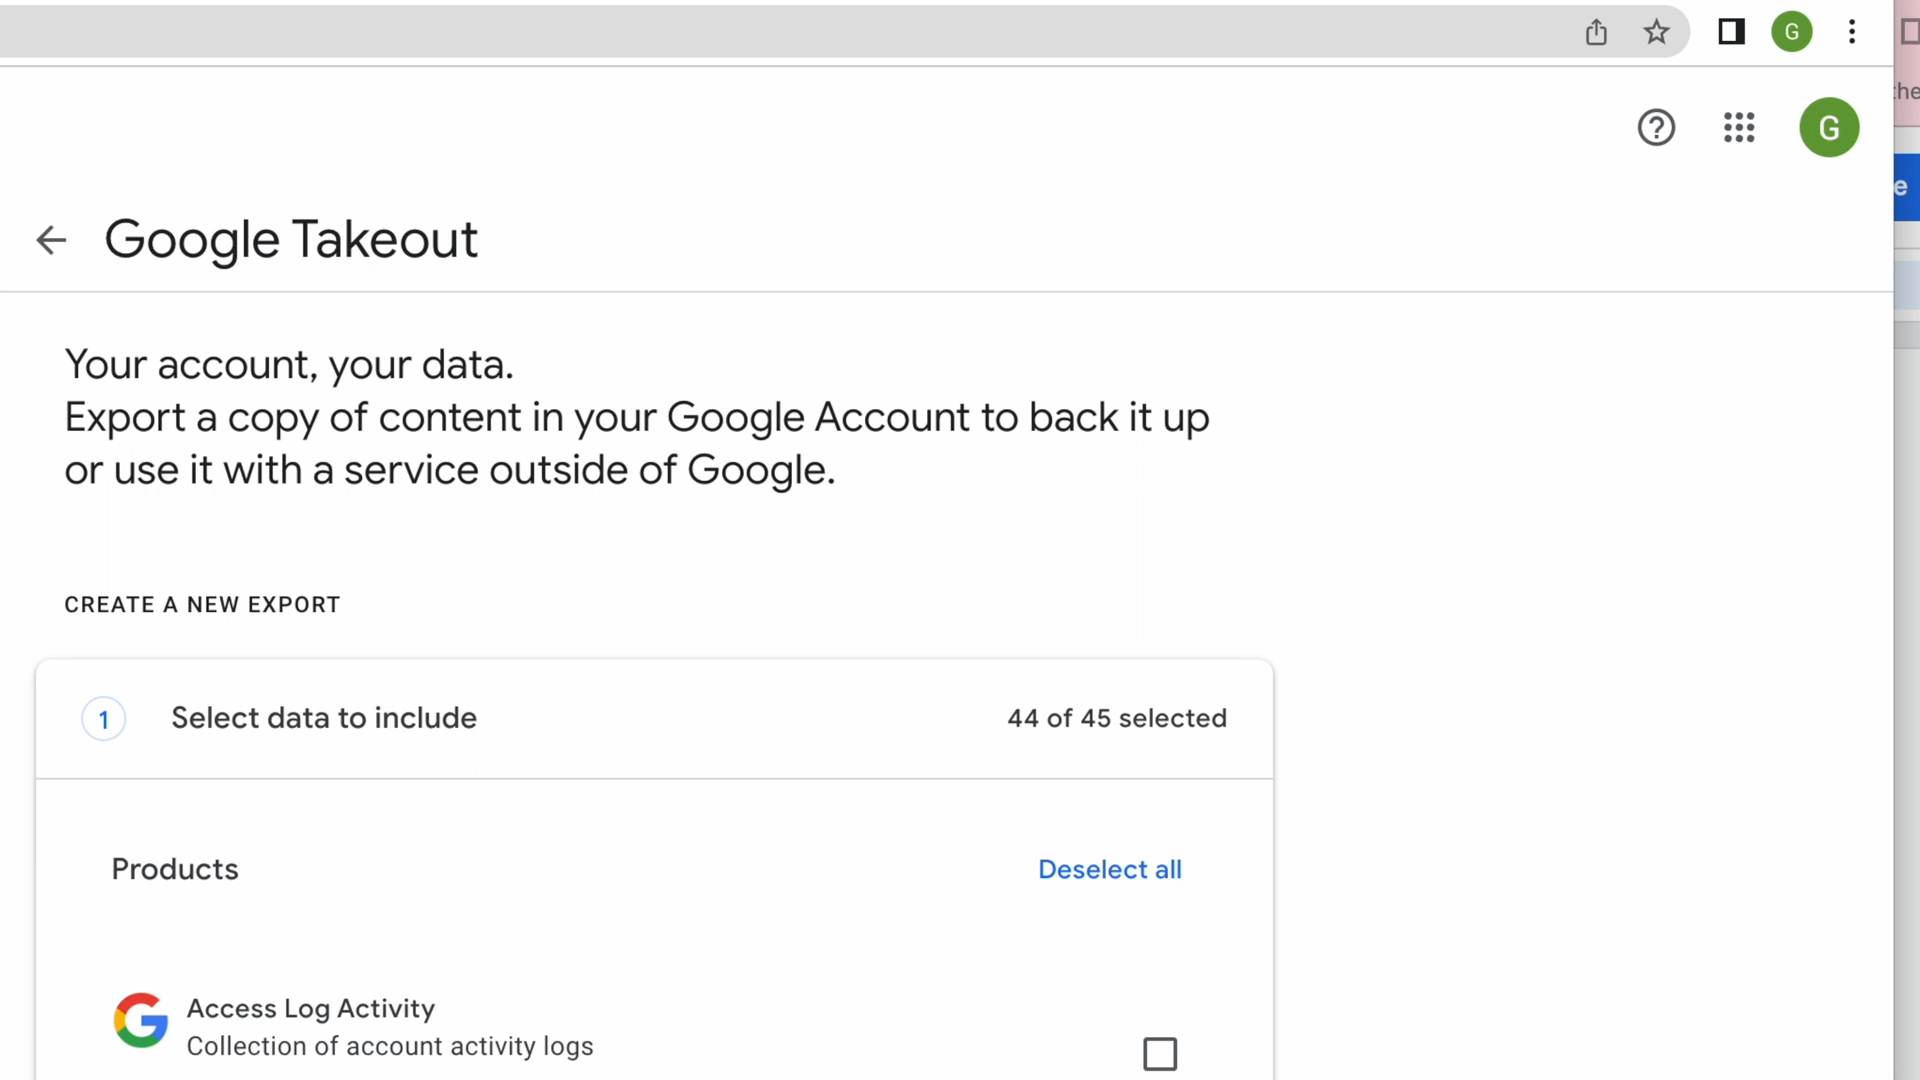 G
G
Google Takeout
Your account, your data.
Export a copy of content in your Google Account to back it up
or use it with a service outside of Google.
CREATE A NEW EXPORT
1 Select data to include 44 of 45 selected
Products Deselect all
Access Log Activity
Collection of account activity logs